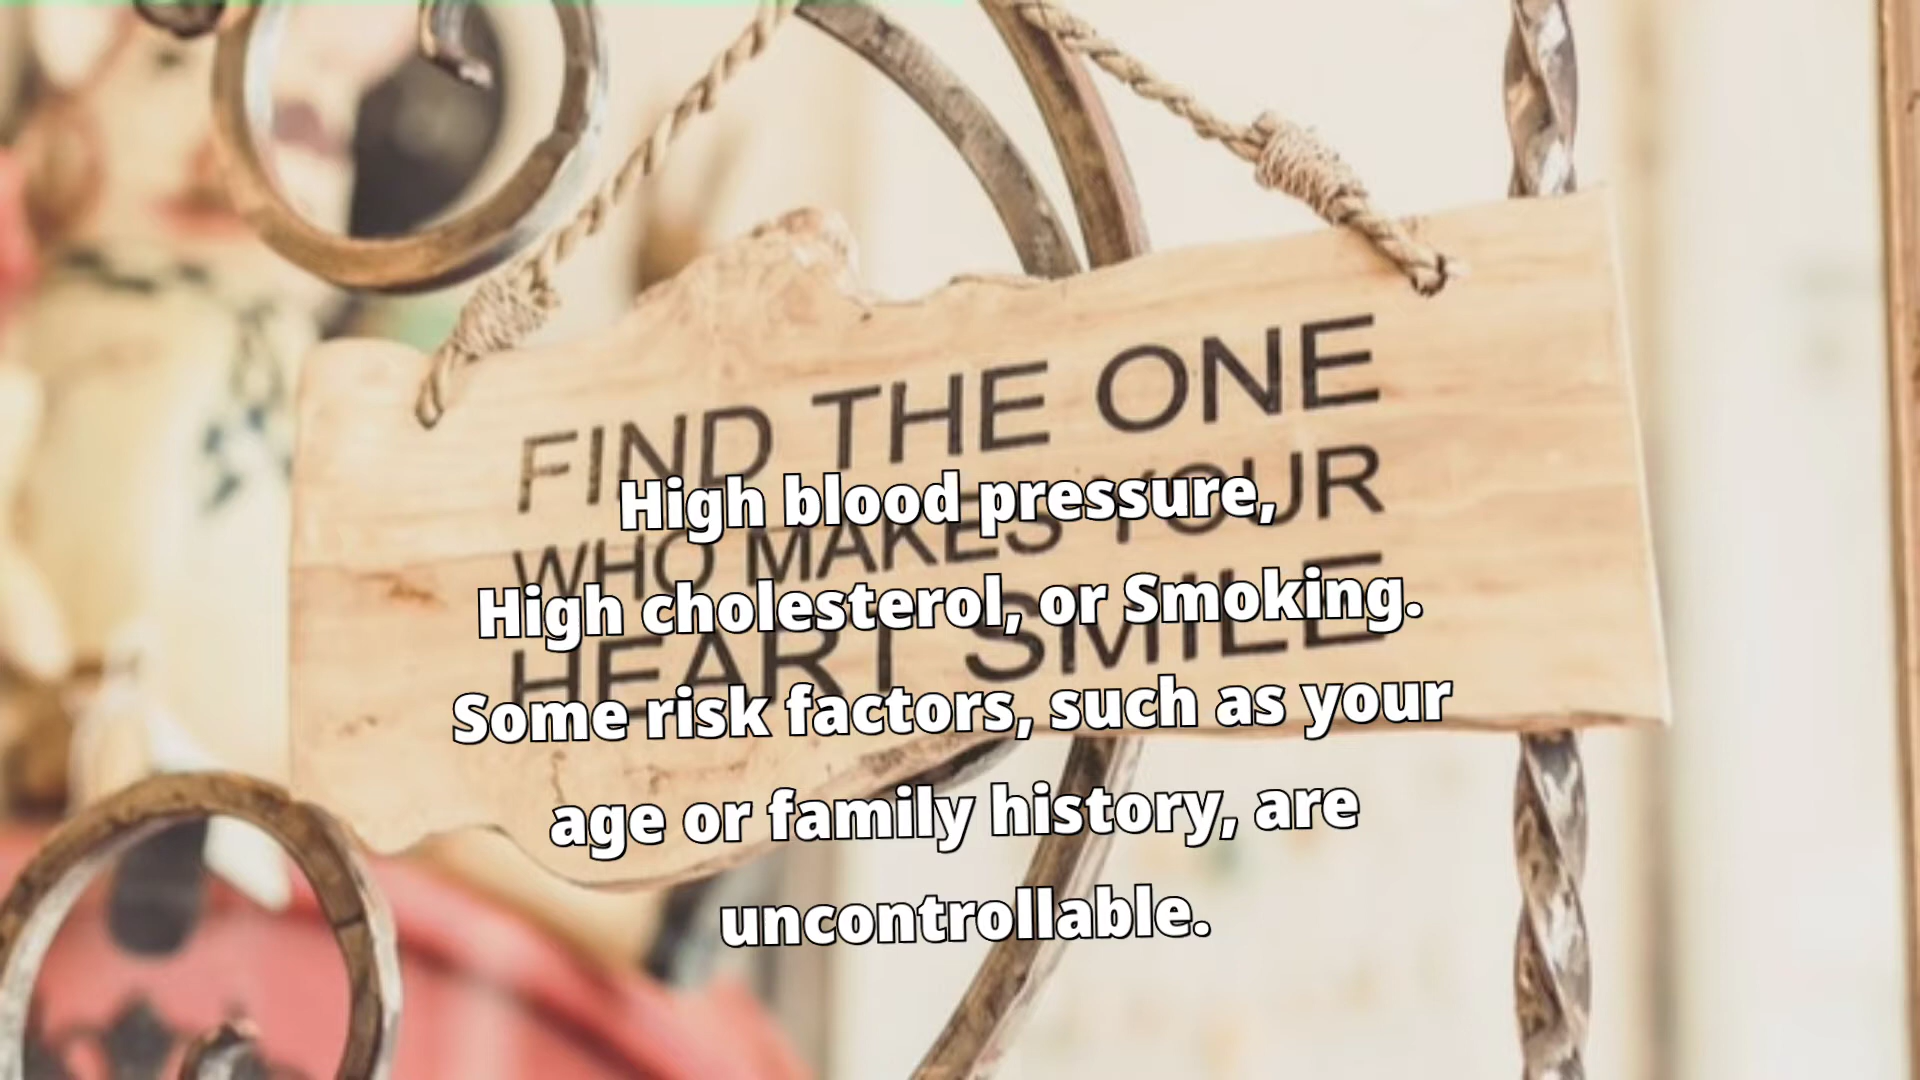 FIND THE ONE
WHO MAKES YOUR
HEART SMILE
High blood pressure,
High cholesterol, or Smoking.
Some risk factors, such as your
age or family history, are
uncontrollable.